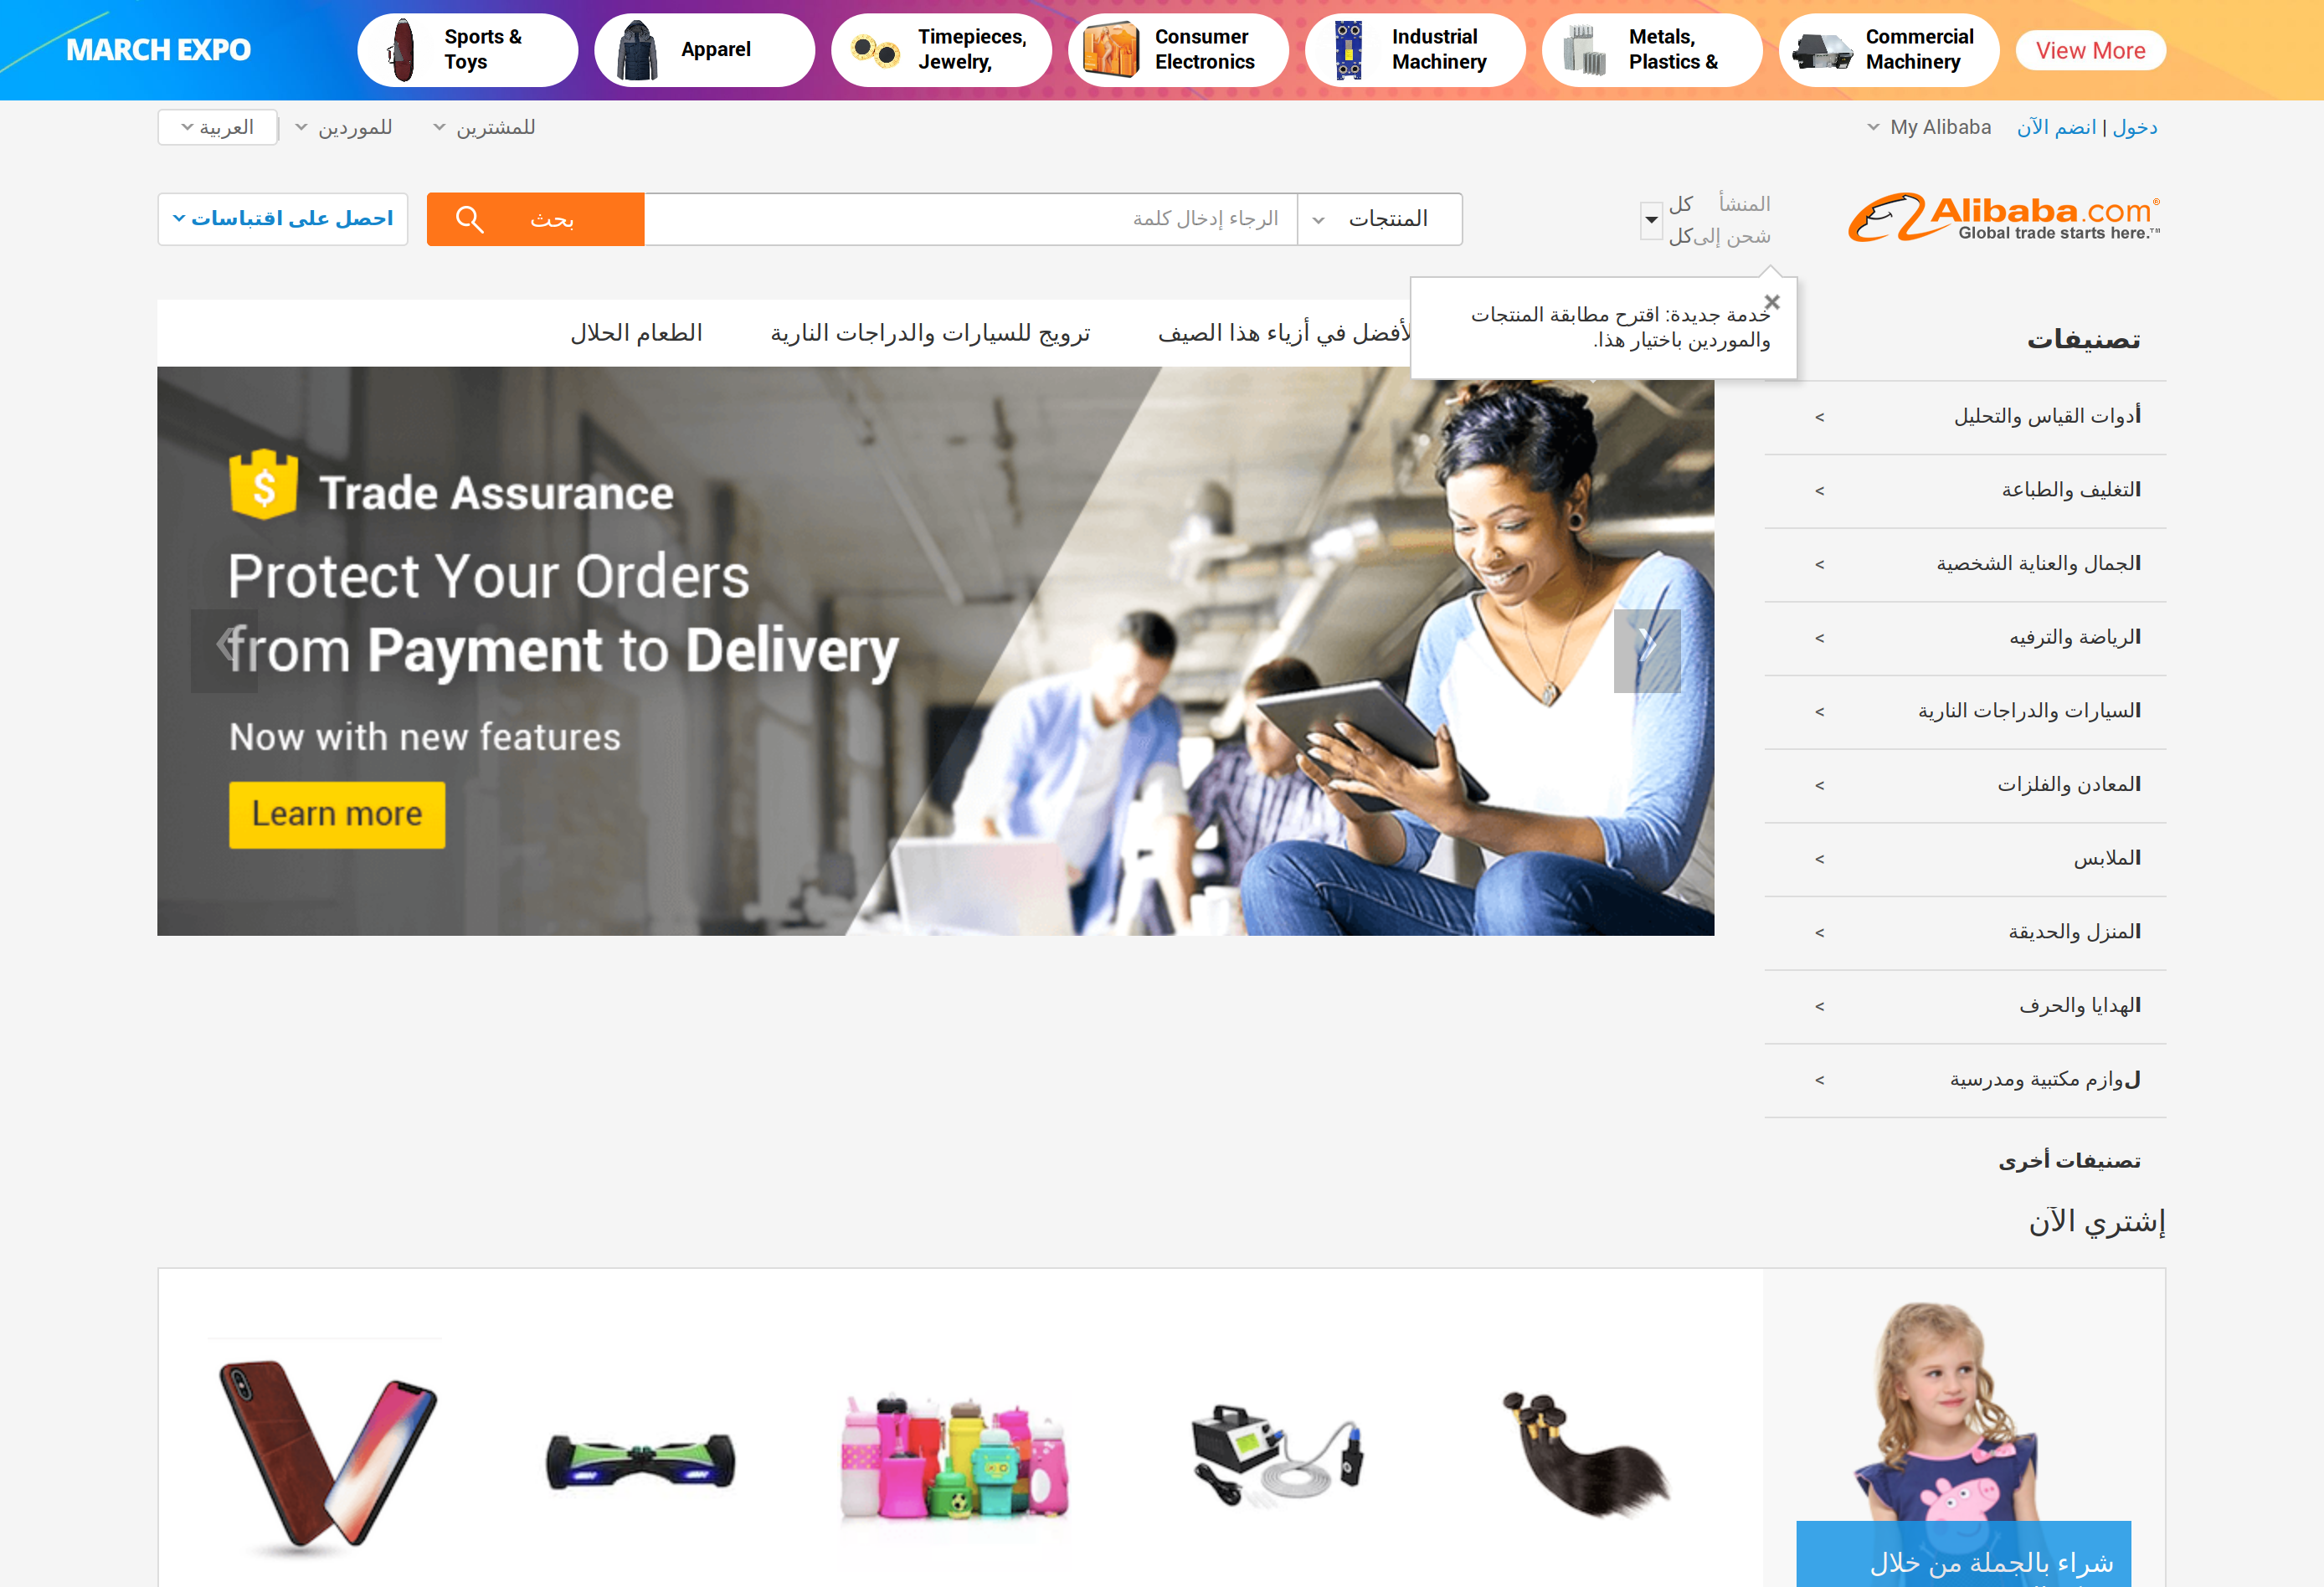 MARCH EXPO
Sports &
Toys
Apparel
Timepieces,
Jewelry,
Consumer
Electronics
Industrial
Machinery
Metals,
Plastics &
Commercial
Machinery
View More
دخول | انضم الآن
My Alibaba
للمشترين
للموردين
العربية
Alibaba.com®
Global trade starts here.™
المنشأ كل
شحن إلى كل
المنتجات
الرجاء إدخال كلمة
بحث
احصل على اقتباسات
×
خدمة جديدة: اقترح مطابقة المنتجات
والموردين باختيار هذا.
تصنيفات
لأفضل في أزياء هذا الصيف
ترويج للسيارات والدراجات النارية
الطعام الحلال
أدوات القياس والتحليل >
التغليف والطباعة >
الجمال والعناية الشخصية >
الرياضة والترفيه >
السيارات والدراجات النارية >
المعادن والفلزات >
الملابس >
المنزل والحديقة >
الهدايا والحرف >
لوازم مكتبية ومدرسية >
تصنيفات أخرى
$ Trade Assurance
Protect Your Orders
from Payment to Delivery
Now with new features
Learn more
إشتري الآن
شراء بالجملة من خلال